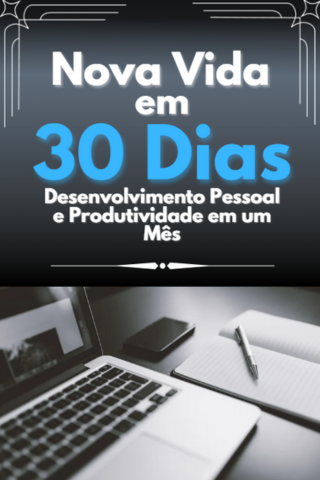 Nova Vida
em
30 Dias
Desenvolvimento Pessoal
e Produtividade em um
Mês